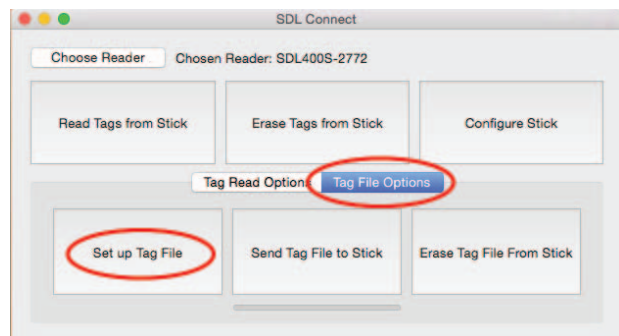 SDL Connect
Choose Reader Chosen Reader: SDL400S-2772
Read Tags from Stick Erase Tags from Stick Configure Stick
Tag Read Options Tag File Options
Set up Tag File Send Tag File to Stick Erase Tag File From Stick